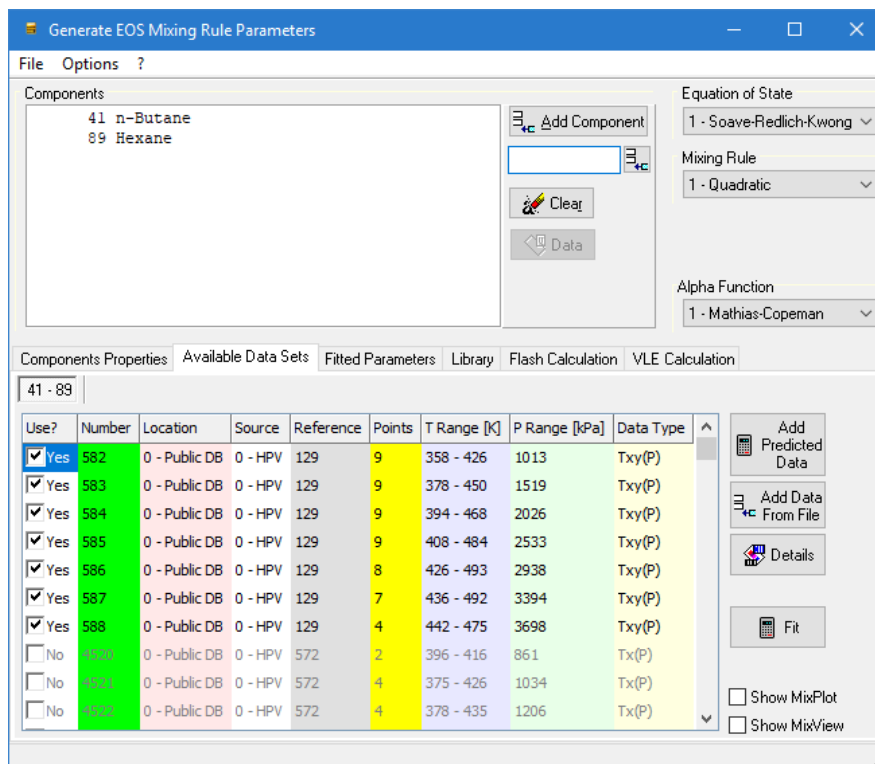 Generate EOS Mixing Rule Parameters
File Options ?
Components
41 n-Butane
89 Hexane
Add Component
Clear
Data
Equation of State
1 - Soave-Redlich-Kwong
Mixing Rule
1 - Quadratic
Alpha Function
1 - Mathias-Copeman
Components Properties Available Data Sets Fitted Parameters Library Flash Calculation VLE Calculation
41 - 89
Use? Number Location Source Reference Points T Range [K] P Range [kPa] Data Type
Yes 582 0 - Public DB 0 - HPV 129 9 358 - 426 1013 Txy(P)
Yes 583 0 - Public DB 0 - HPV 129 9 378 - 450 1519 Txy(P)
Yes 584 0 - Public DB 0 - HPV 129 9 394 - 468 2026 Txy(P)
Yes 585 0 - Public DB 0 - HPV 129 9 408 - 484 2533 Txy(P)
Yes 586 0 - Public DB 0 - HPV 129 8 426 - 493 2938 Txy(P)
Yes 587 0 - Public DB 0 - HPV 129 7 436 - 492 3394 Txy(P)
Yes 588 0 - Public DB 0 - HPV 129 4 442 - 475 3698 Txy(P)
No 4520 0 - Public DB 0 - HPV 572 2 396 - 416 861 Tx(P)
No 4521 0 - Public DB 0 - HPV 572 4 375 - 426 1034 Tx(P)
No 4522 0 - Public DB 0 - HPV 572 4 378 - 435 1206 Tx(P)
Add
Predicted
Data
Add Data
From File
Details
Fit
Show MixPlot
Show MixView